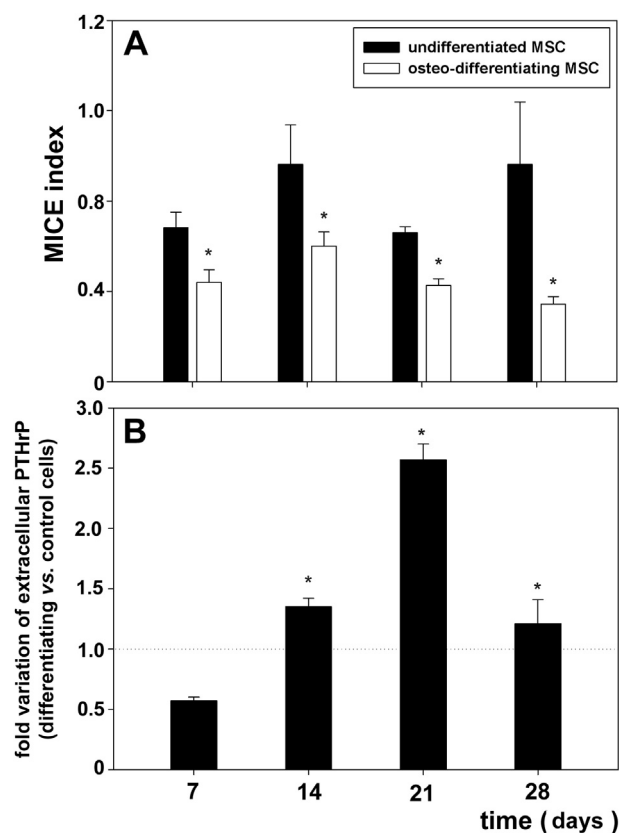 A
undifferentiated MSC
osteo-differentiating MSC
MICE index
1.2
1.0
0.8
0.4
0
*
*
*
*
B
fold variation of extracellular PTHrP
(differentiating vs. control cells)
3.0
2.5
2.0
1.5
1.0
0.5
0
*
*
*
7 14 21 28
time ( days )